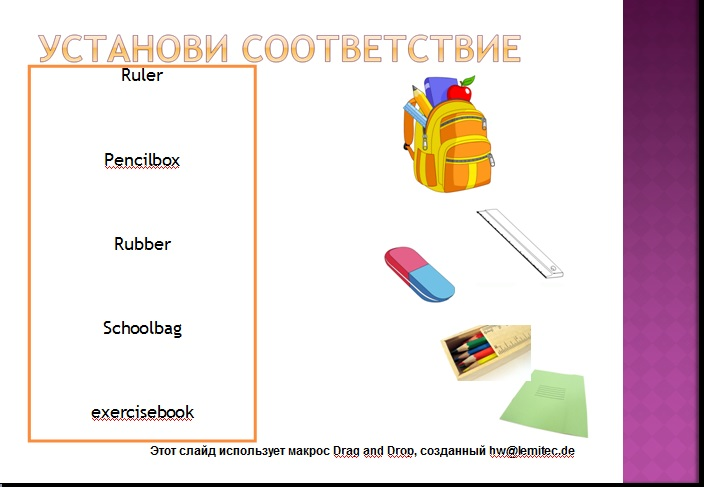 УСТАНОВИ СООТВЕТСТВИЕ
Ruler
Pencilbox
Rubber
Schoolbag
exercisebook
Этот слайд использует макрос Drag and Drop, созданный hw@lemitec.de